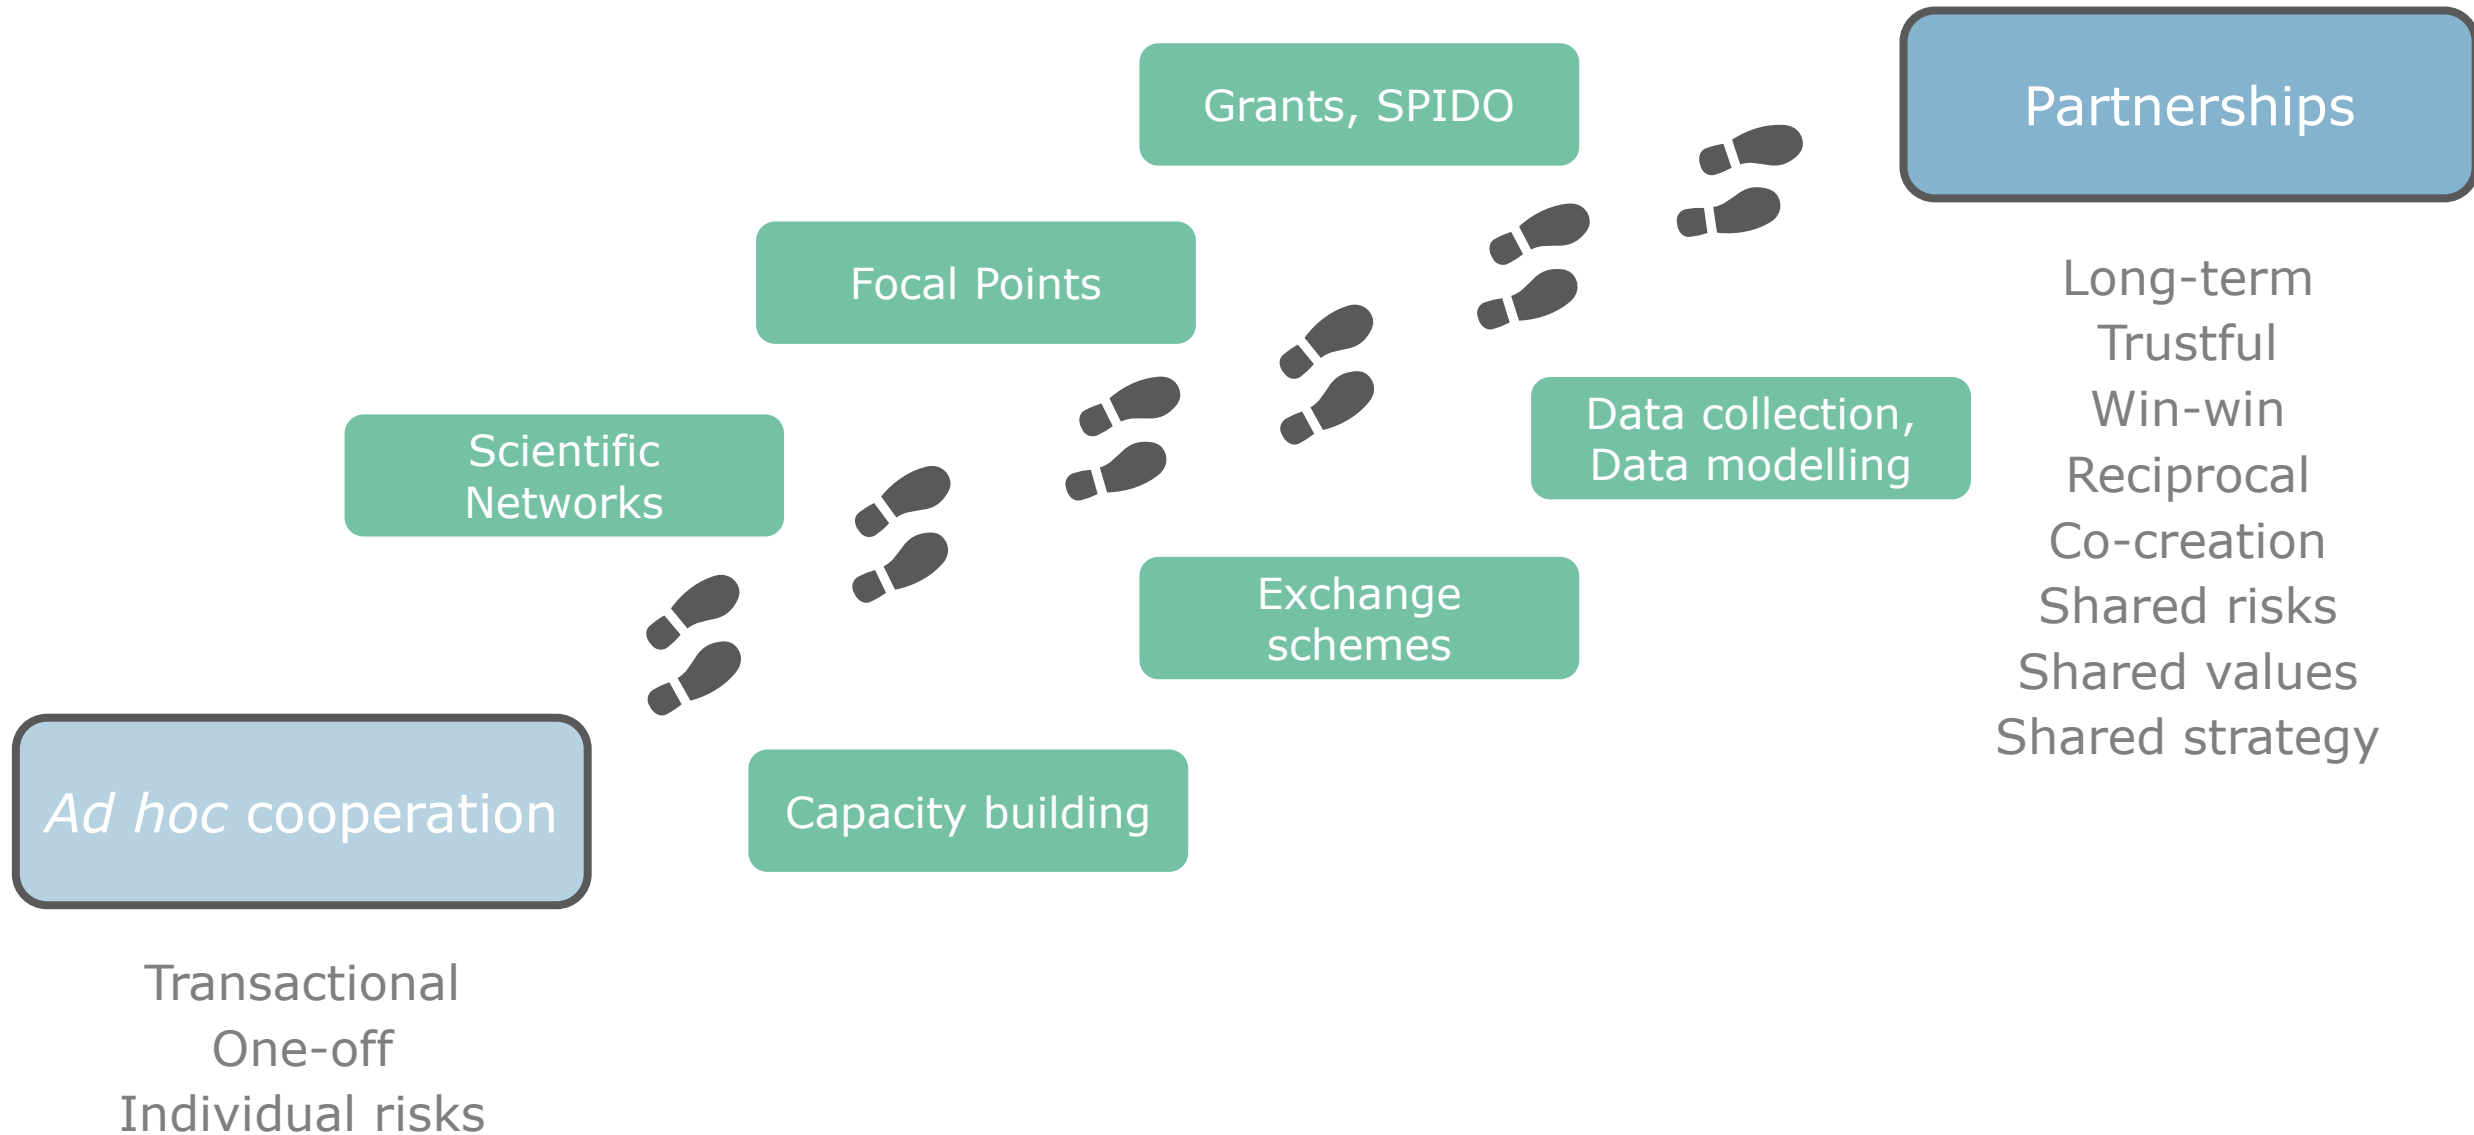 Grants, SPIDO
Partnerships
Focal Points
Long-term
Trustful
Win-win
Reciprocal
Co-creation
Shared risks
Shared values
Shared strategy
Data collection,
Data modelling
Scientific
Networks
Exchange
schemes
Capacity building
Ad hoc cooperation
Transactional
One-off
Individual risks